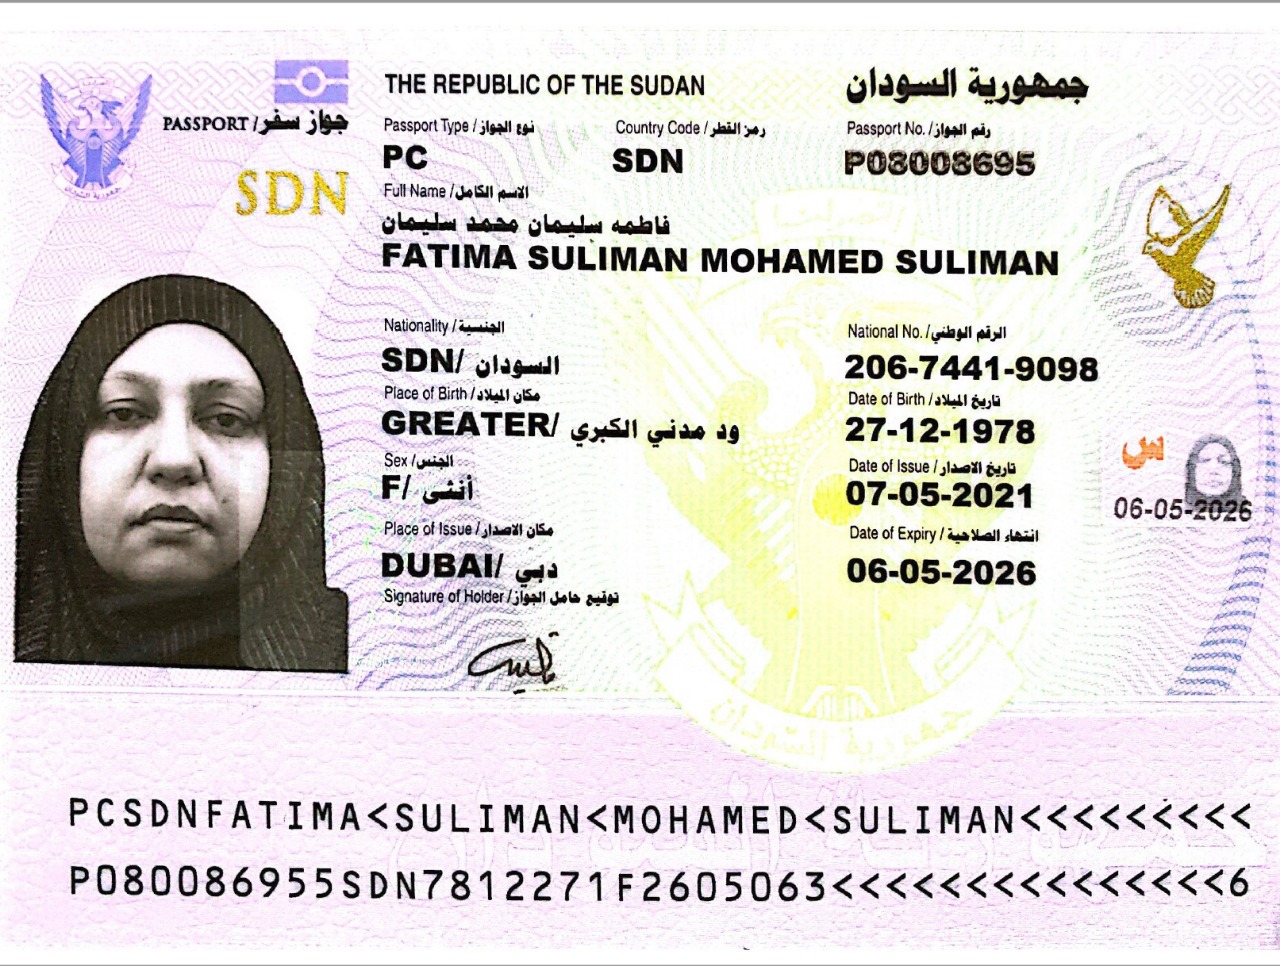 THE REPUBLIC OF THE SUDAN
جمهورية السودان
PASSPORT / جواز سفر
SDN
Passport Type / نوع الجواز
Country Code / رمز القطر
Passport No. / رقم الجواز
PC
SDN
P08008695
Full Name / الاسم الكامل
فاطمه سليمان محمد سليمان
FATIMA SULIMAN MOHAMED SULIMAN
Nationality / الجنسية
National No. / الرقم الوطني
SDN/ السودان
206-7441-9098
Place of Birth / مكان الميلاد
Date of Birth / تاريخ الميلاد
GREATER/ ود مدني الكبري
27-12-1978
Sex / الجنس
Date of Issue / تاريخ الاصدار
F/ أنثى
07-05-2021
س
06-05-2026
Place of Issue / مكان الاصدار
Date of Expiry / انتهاء الصلاحية
DUBAI/ دبي
06-05-2026
Signature of Holder / توقيع حامل الجواز
جمهورية السودان
PCSDNFATIMA<SULIMAN<MOHAMED<SULIMAN<<<<<<<<<
P080086955SDN7812271F2605063<<<<<<<<<<<<<<<6